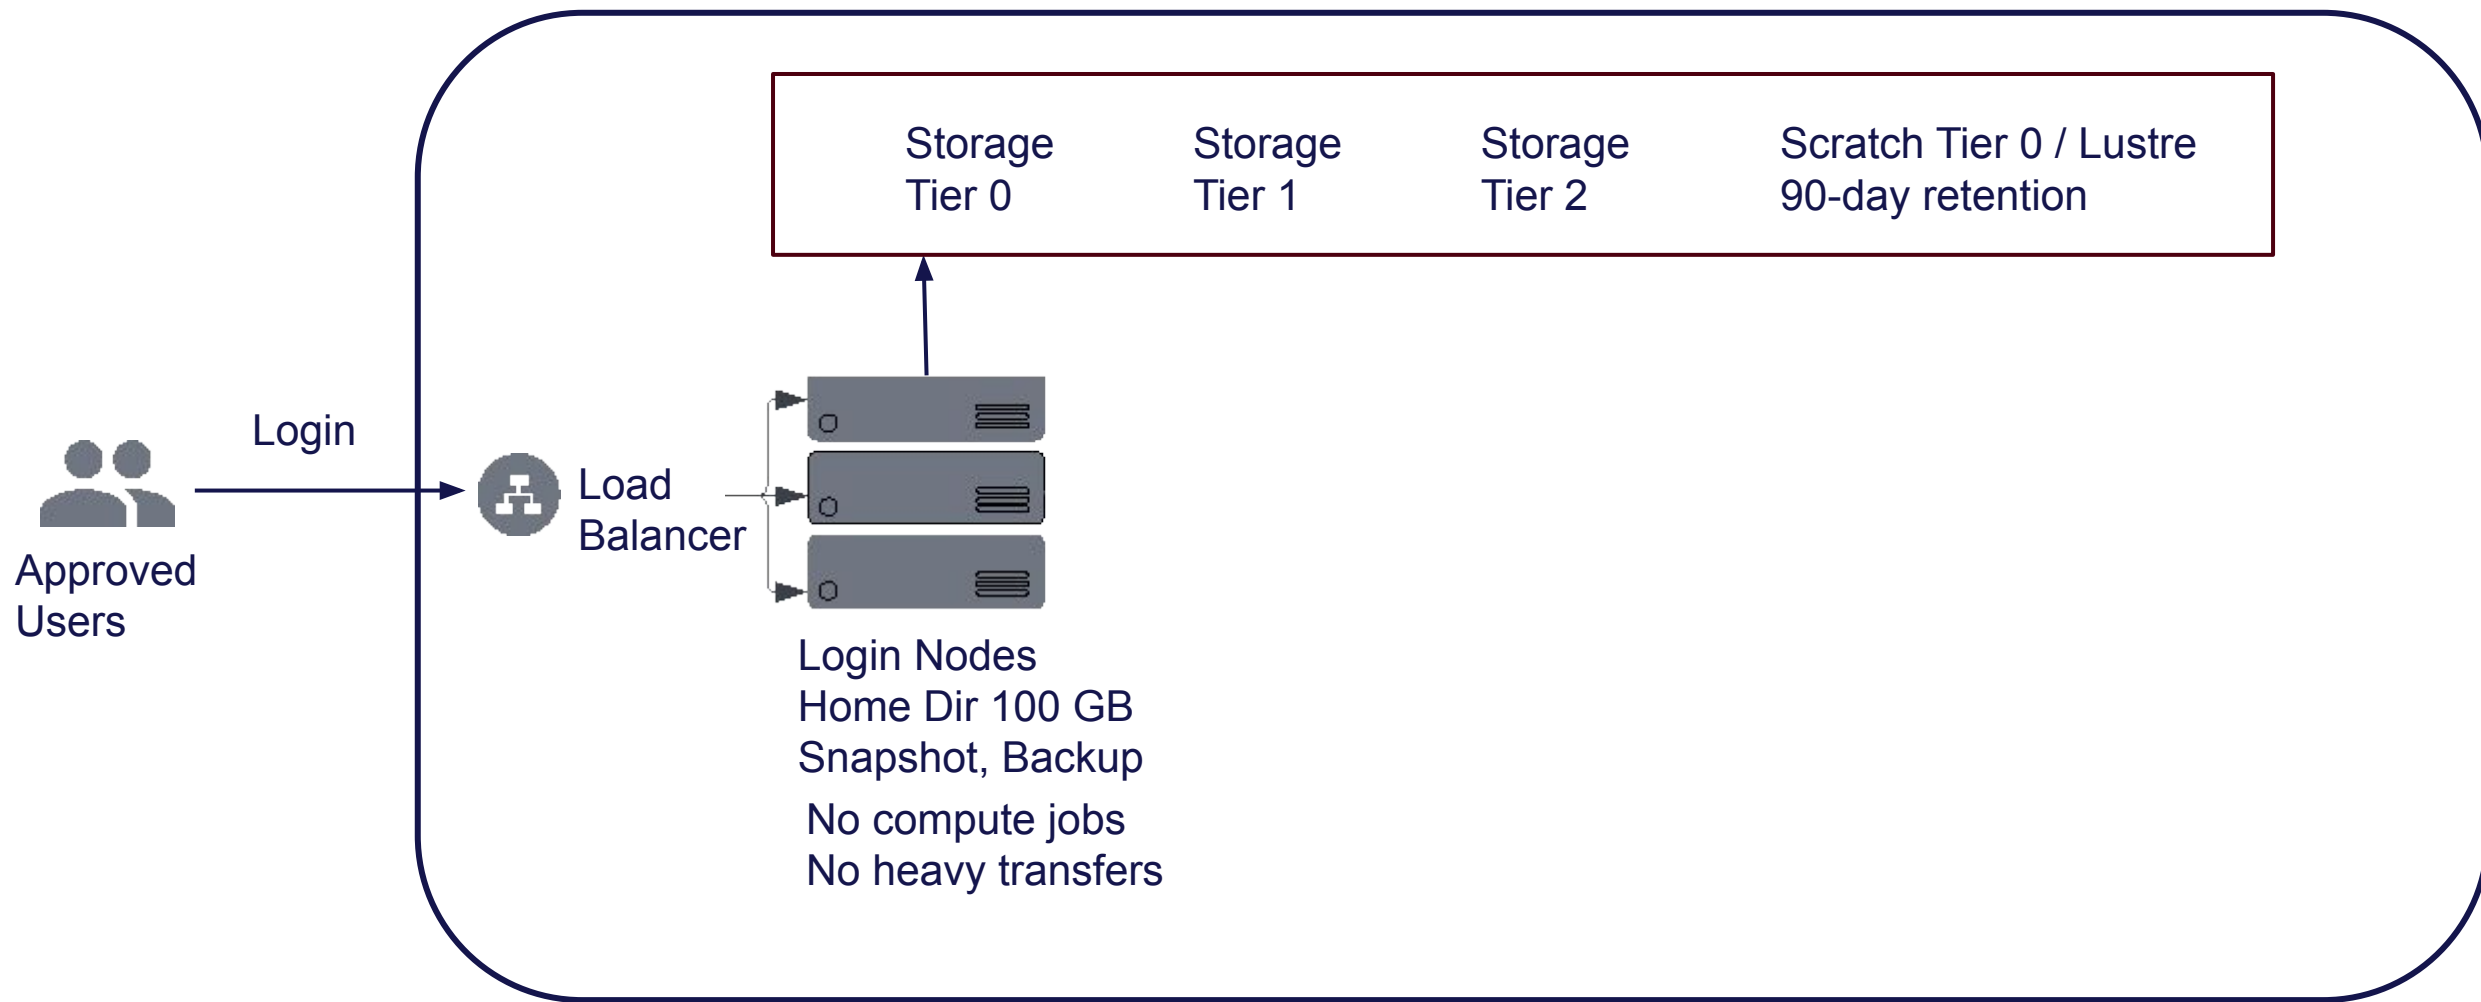 Storage
Tier 0
Storage
Tier 1
Storage
Tier 2
Scratch Tier 0 / Lustre
90-day retention
Login
Approved
Users
Load
Balancer
Login Nodes
Home Dir 100 GB
Snapshot, Backup
No compute jobs
No heavy transfers